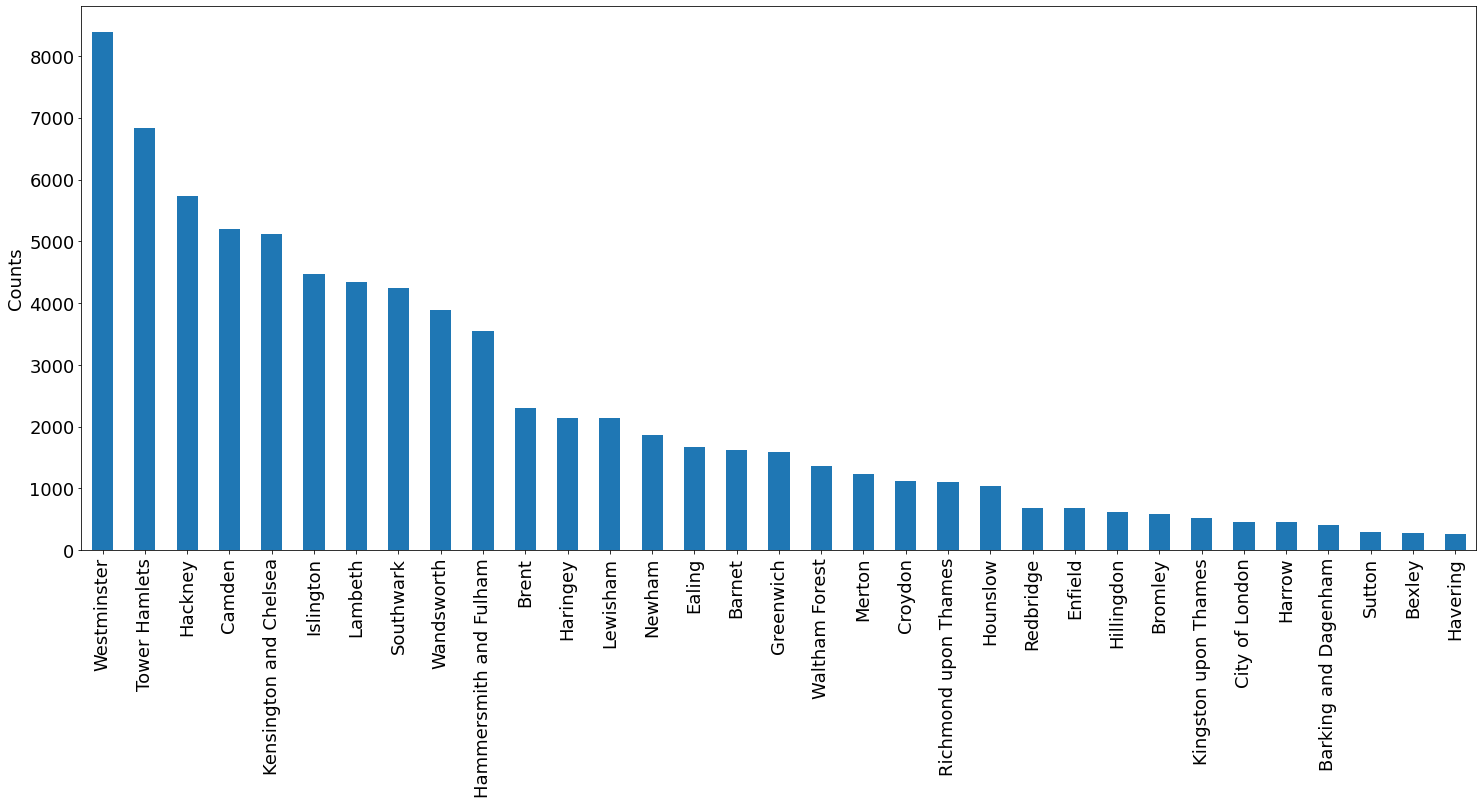 Counts
8000
7000
6000
5000
4000
3000
2000
1000
0
Westminster
Tower Hamlets
Hackney
Camden
Kensington and Chelsea
Islington
Lambeth
Southwark
Wandsworth
Hammersmith and Fulham
Brent
Haringey
Lewisham
Newham
Ealing
Barnet
Greenwich
Waltham Forest
Merton
Croydon
Richmond upon Thames
Hounslow
Redbridge
Enfield
Hillingdon
Bromley
Kingston upon Thames
City of London
Harrow
Barking and Dagenham
Sutton
Bexley
Havering